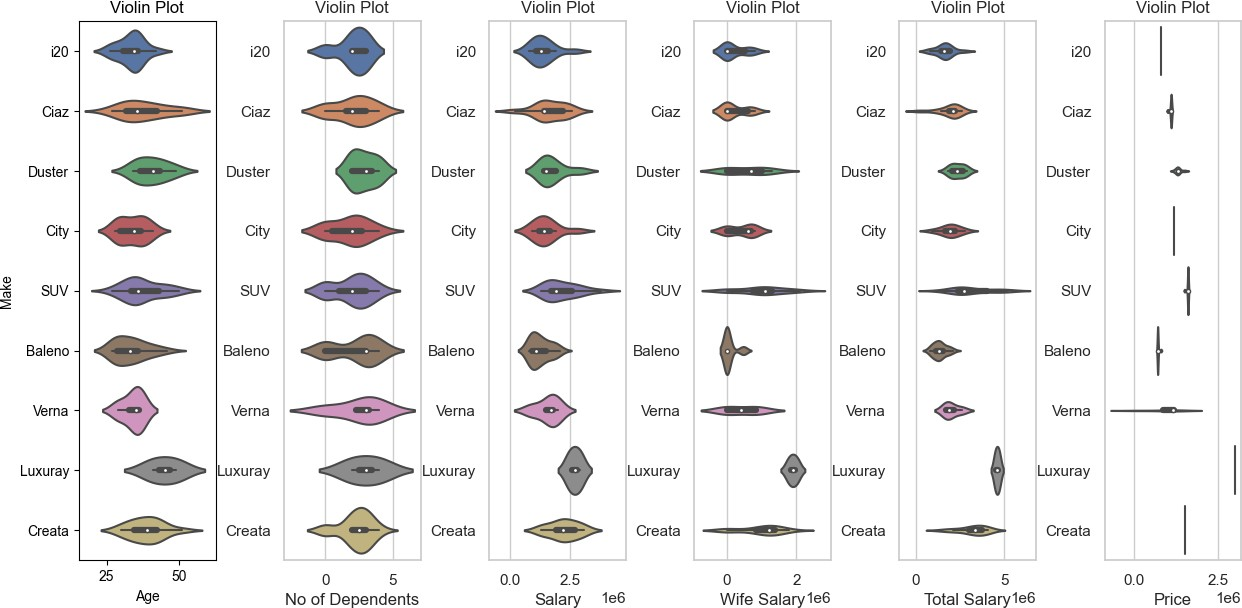 Violin Plot Violin Plot Violin Plot Violin Plot Violin Plot Violin Plot
i20 i20 i20 i20 i20 i20
Ciaz Ciaz Ciaz Ciaz Ciaz Ciaz
Duster Duster Duster Duster Duster Duster
City City City City City City
Make
SUV SUV SUV SUV SUV SUV
Baleno Baleno Baleno Baleno Baleno Baleno
Verna Verna Verna Verna Verna Verna
Luxuray Luxuray Luxuray Luxuray Luxuray Luxuray
Creata Creata Creata Creata Creata Creata
25 50 0 5 0.0 2.5 0 2 0 5 0.0 2.5
Age No of Dependents Salary 1e6 Wife Salary 1e6 Total Salary 1e6 Price 1e6